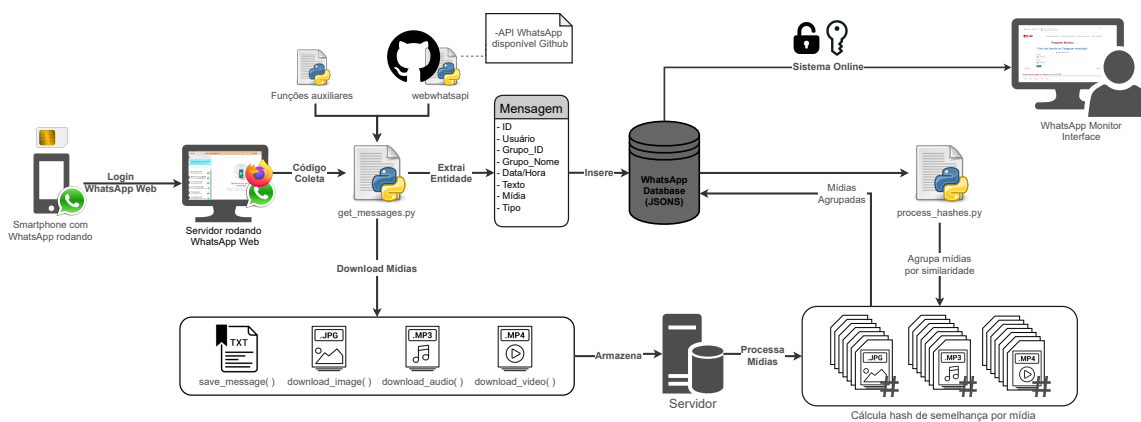 -API WhatsApp
disponível Github
Funções auxiliares
webwhatsapi
Sistema Online
Telegram Monitor
WhatsApp Monitor
Interface
Mensagem
- ID
- Usuário
- Grupo_ID
- Grupo_Nome
- Data/Hora
- Texto
- Mídia
- Tipo
Login
WhatsApp Web
Smartphone com
WhatsApp rodando
Servidor rodando
WhatsApp Web
Código
Coleta
get_messages.py
Extrai
Entidade
Insere
WhatsApp
Database
(JSONS)
Mídias
Agrupadas
process_hashes.py
Agrupa mídias
por similaridade
Download Mídias
TXT
save_message( )
.JPG
download_image( )
.MP3
download_audio( )
.MP4
download_video( )
Armazena
Servidor
Processa
Mídias
.JPG
#
.MP3
#
.MP4
#
Cálcula hash de semelhança por mídia